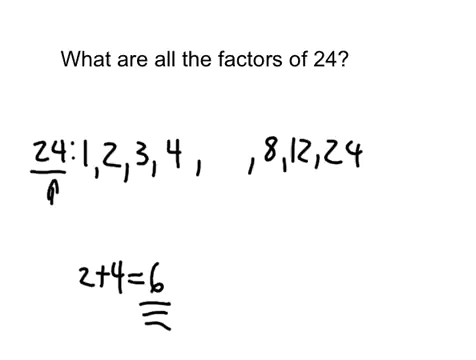 What are all the factors of 24?
24:1,2,3,4, ,8,12,24
2+4=6